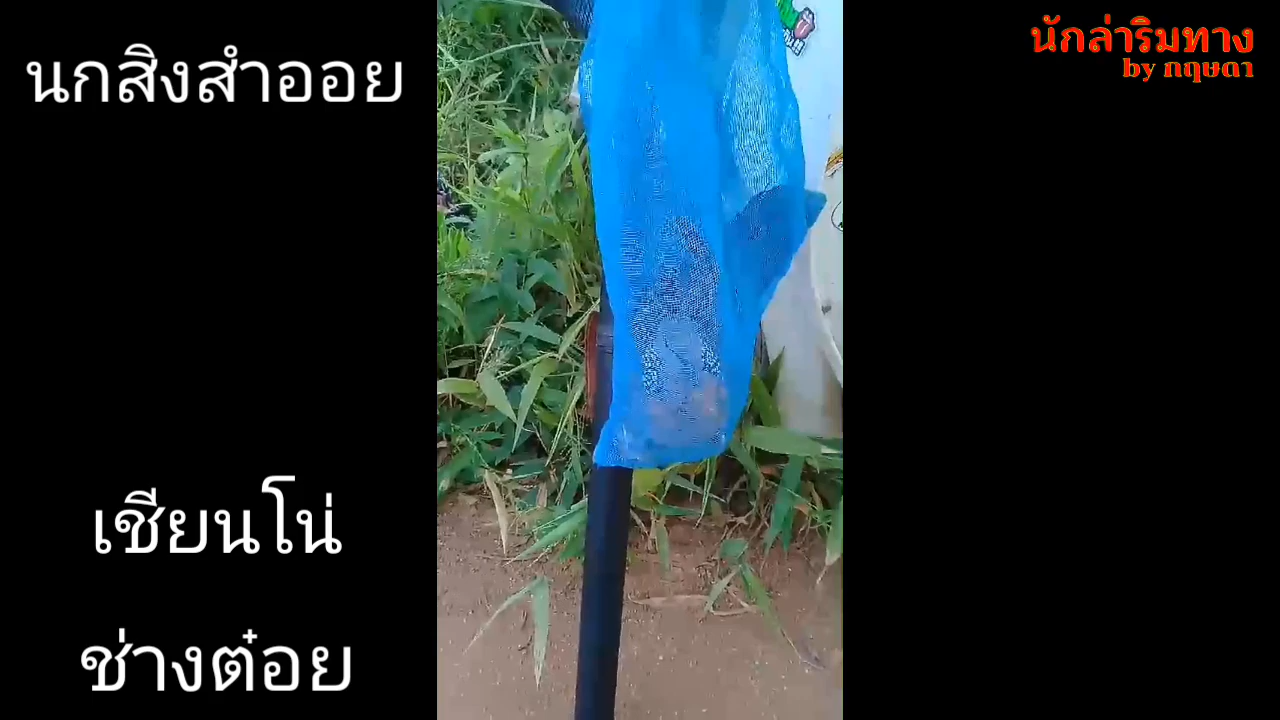 นกสิงสำออย
นักล่าริมทาง
by กฤษดา
เซียนโน่
ช่างต๋อย